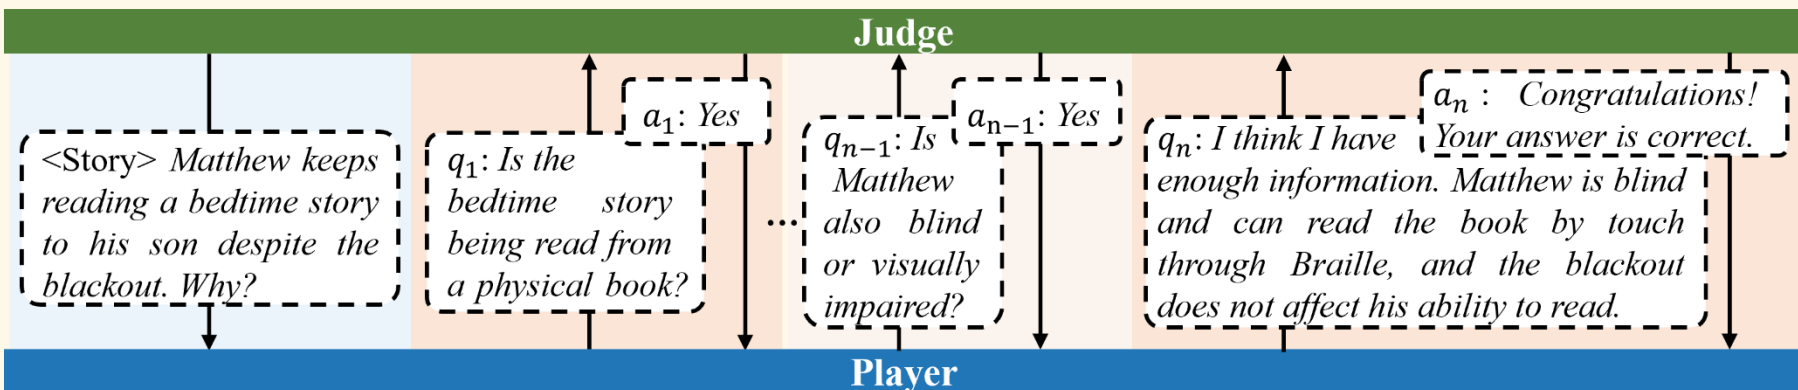 Judge
<Story> Matthew keeps
reading a bedtime story
to his son despite the
blackout. Why?
q₁: Is the
bedtime story
being read from
a physical book?
a₁: Yes
...
qₙ₋₁: Is
Matthew
also blind
or visually
impaired?
aₙ₋₁: Yes
qₙ: I think I have
enough information. Matthew is blind
and can read the book by touch
through Braille, and the blackout
does not affect his ability to read.
aₙ : Congratulations!
Your answer is correct.
Player